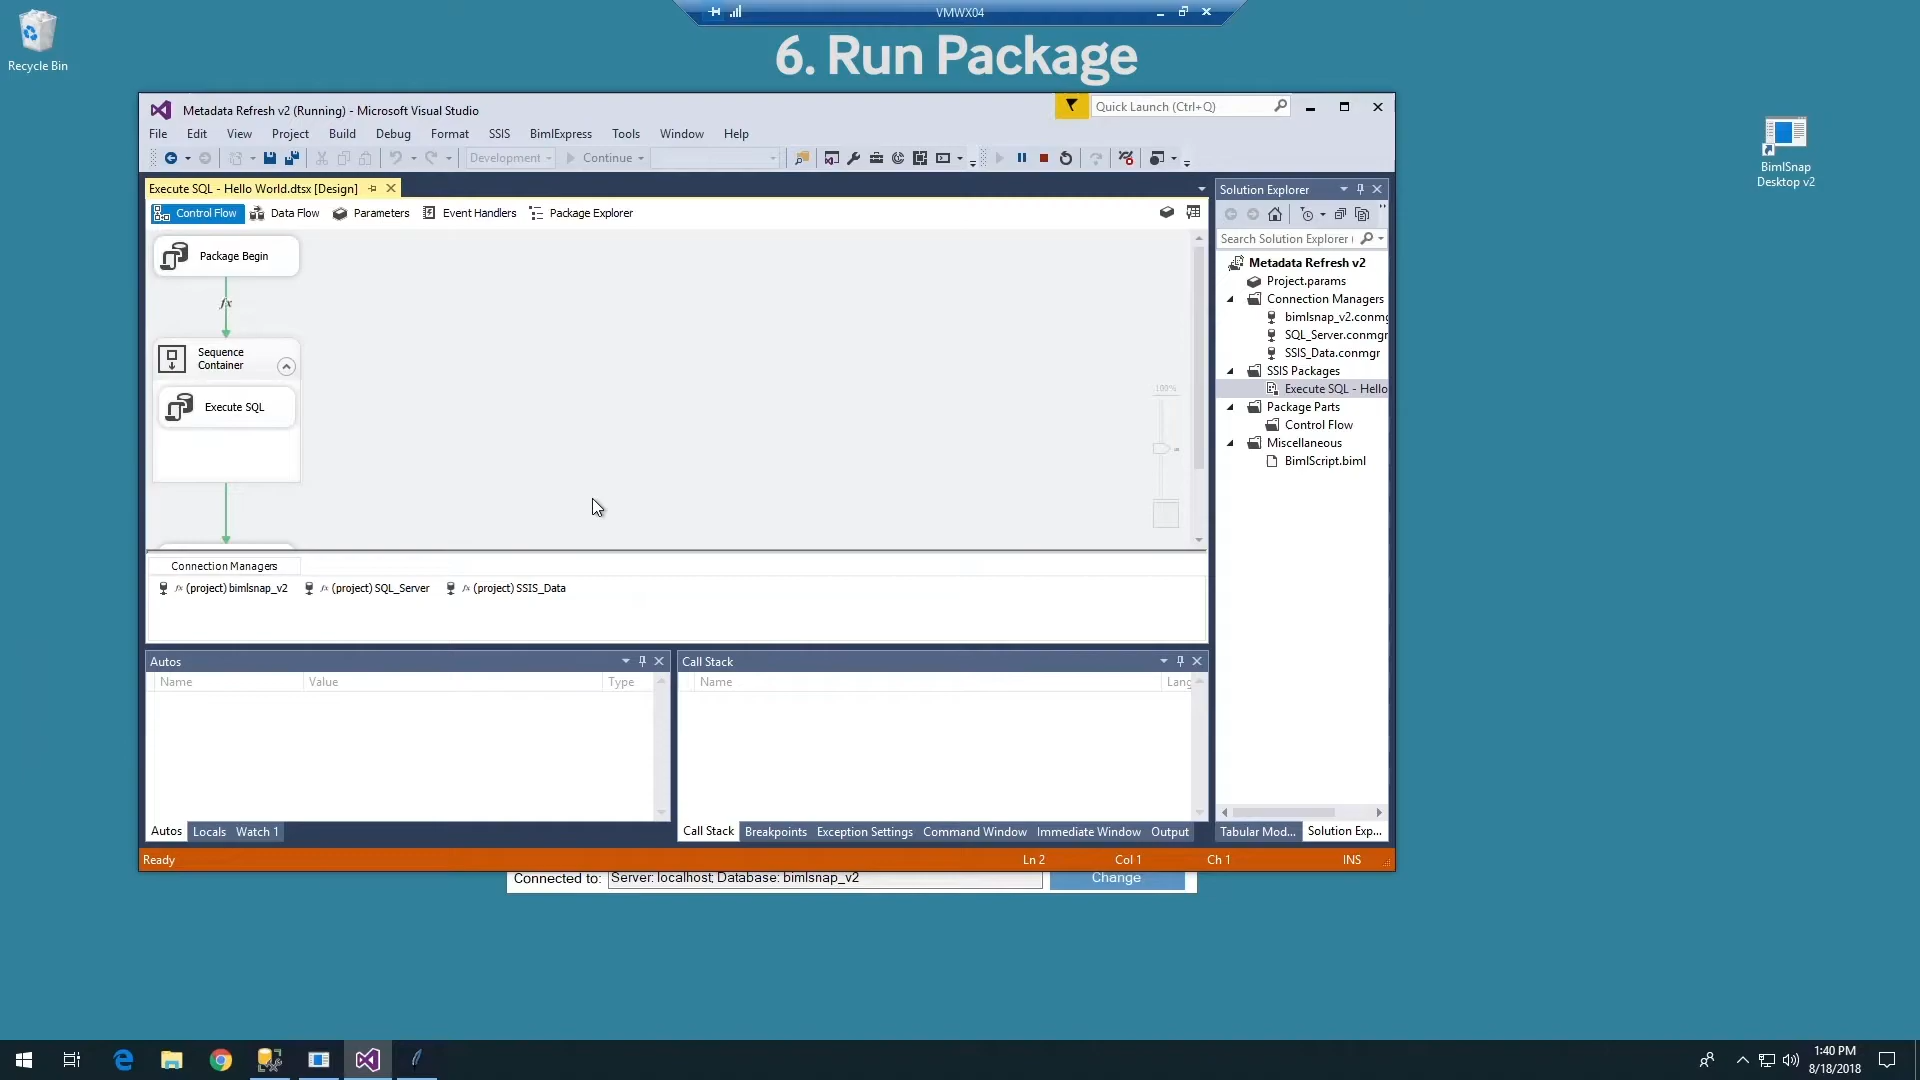 VMWX04
6. Run Package
Recycle Bin
Metadata Refresh v2 (Running) - Microsoft Visual Studio
Quick Launch (Ctrl+Q)
File Edit View Project Build Debug Format SSIS BimlExpress Tools Window Help
Development Continue
Execute SQL - Hello World.dtsx [Design]
Control Flow Data Flow Parameters Event Handlers Package Explorer
Package Begin
fx
Sequence
Container
Execute SQL
100%
Connection Managers
fx (project) bimlsnap_v2 fx (project) SQL_Server fx (project) SSIS_Data
Autos
Name Value Type
Autos Locals Watch 1
Call Stack
Name Lang
Call Stack Breakpoints Exception Settings Command Window Immediate Window Output
Solution Explorer
Search Solution Explorer (
Metadata Refresh v2
Project.params
Connection Managers
bimlsnap_v2.conmg
SQL_Server.conmgr
SSIS_Data.conmgr
SSIS Packages
Execute SQL - Hello
Package Parts
Control Flow
Miscellaneous
BimlScript.biml
Tabular Mod... Solution Exp...
Ready Ln 2 Col 1 Ch 1 INS
Connected to: Server: localhost; Database: bimlsnap_v2 Change
BimlSnap
Desktop v2
1:40 PM
8/18/2018